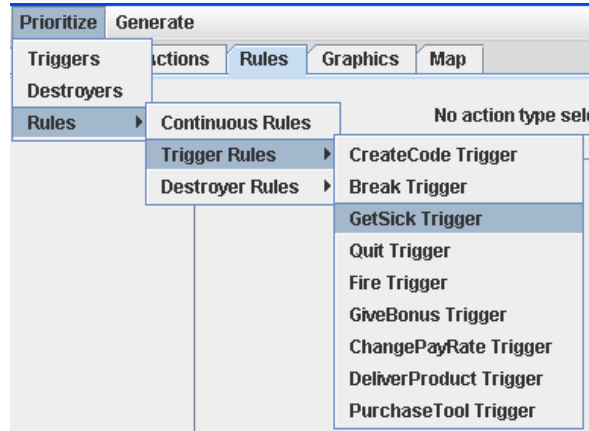 Prioritize Generate
Triggers ctions Rules Graphics Map
Destroyers
Rules Continuous Rules No action type sel
Trigger Rules CreateCode Trigger
Destroyer Rules Break Trigger
GetSick Trigger
Quit Trigger
Fire Trigger
GiveBonus Trigger
ChangePayRate Trigger
DeliverProduct Trigger
PurchaseTool Trigger